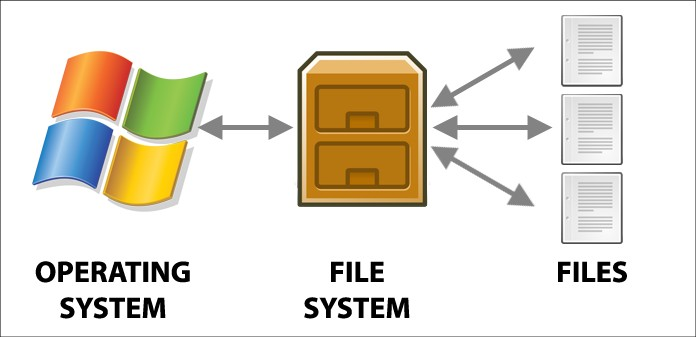 OPERATING
SYSTEM
FILE
SYSTEM
FILES